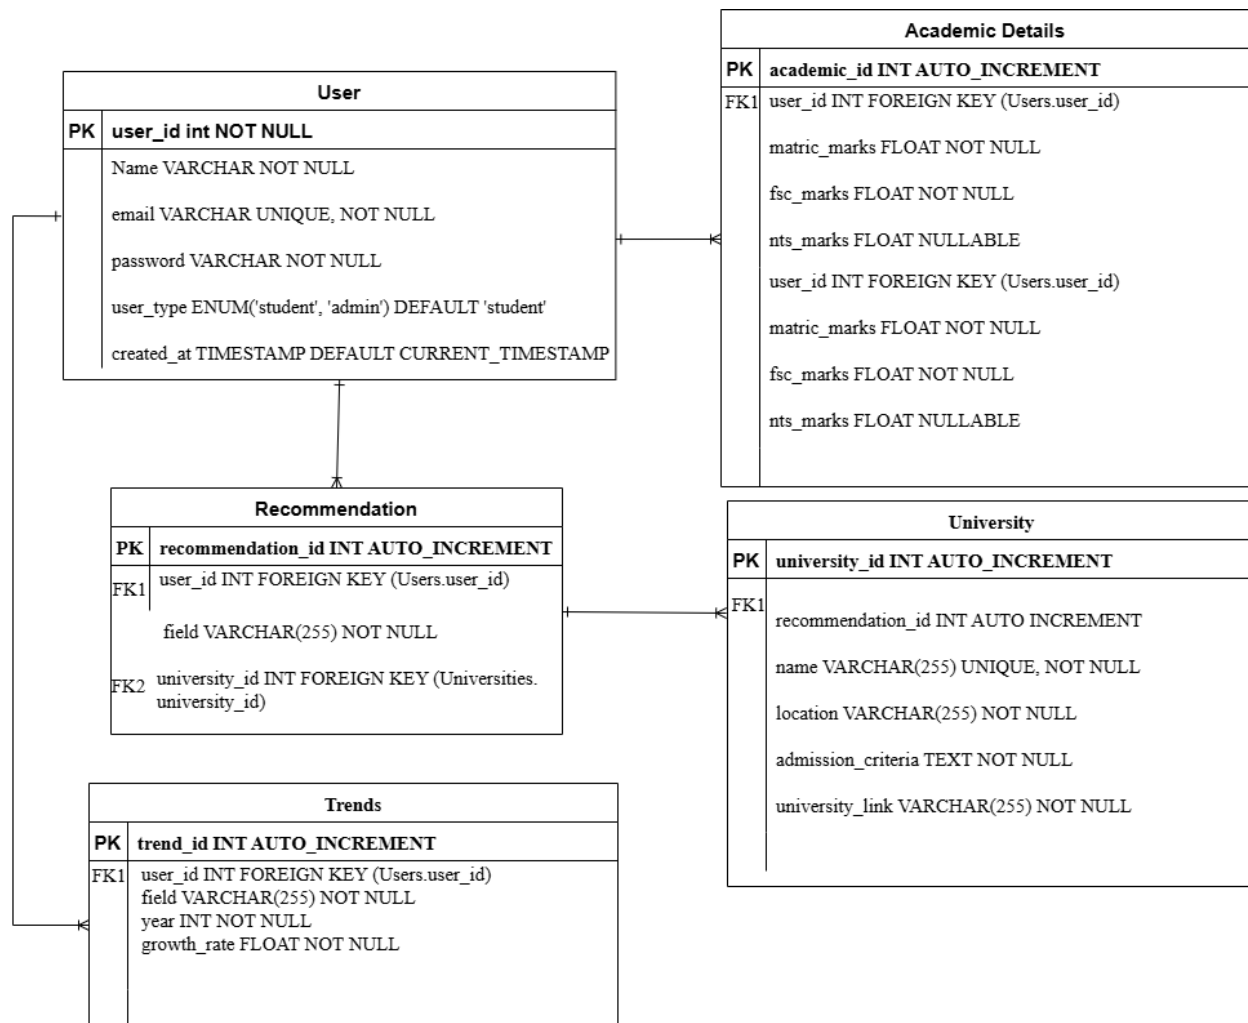 User
PK user_id int NOT NULL
Name VARCHAR NOT NULL
email VARCHAR UNIQUE, NOT NULL
password VARCHAR NOT NULL
user_type ENUM('student', 'admin') DEFAULT 'student'
created_at TIMESTAMP DEFAULT CURRENT_TIMESTAMP
Academic Details
PK academic_id INT AUTO_INCREMENT
FK1 user_id INT FOREIGN KEY (Users.user_id)
matric_marks FLOAT NOT NULL
fsc_marks FLOAT NOT NULL
nts_marks FLOAT NULLABLE
user_id INT FOREIGN KEY (Users.user_id)
matric_marks FLOAT NOT NULL
fsc_marks FLOAT NOT NULL
nts_marks FLOAT NULLABLE
Recommendation
PK recommendation_id INT AUTO_INCREMENT
FK1 user_id INT FOREIGN KEY (Users.user_id)
field VARCHAR(255) NOT NULL
FK2 university_id INT FOREIGN KEY (Universities.
university_id)
University
PK university_id INT AUTO_INCREMENT
FK1
recommendation_id INT AUTO INCREMENT
name VARCHAR(255) UNIQUE, NOT NULL
location VARCHAR(255) NOT NULL
admission_criteria TEXT NOT NULL
university_link VARCHAR(255) NOT NULL
Trends
PK trend_id INT AUTO_INCREMENT
FK1 user_id INT FOREIGN KEY (Users.user_id)
field VARCHAR(255) NOT NULL
year INT NOT NULL
growth_rate FLOAT NOT NULL